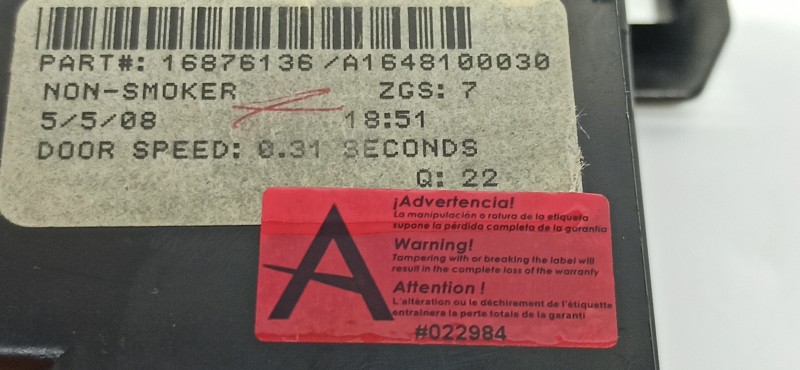 PART#: 16876136/A1648100030
NON-SMOKER ZGS: 7
5/5/08 18:51
DOOR SPEED: 0.31 SECONDS
Q: 22
¡Advertencia!
La manipulación o rotura de la etiqueta
supone la pérdida completa de la garantía
Warning!
Tampering with or breaking the label will
result in the complete loss of the warranty
Attention !
L'altération ou le déchirement de l'étiquette
entrainera la perte totale de la garanti
#022984